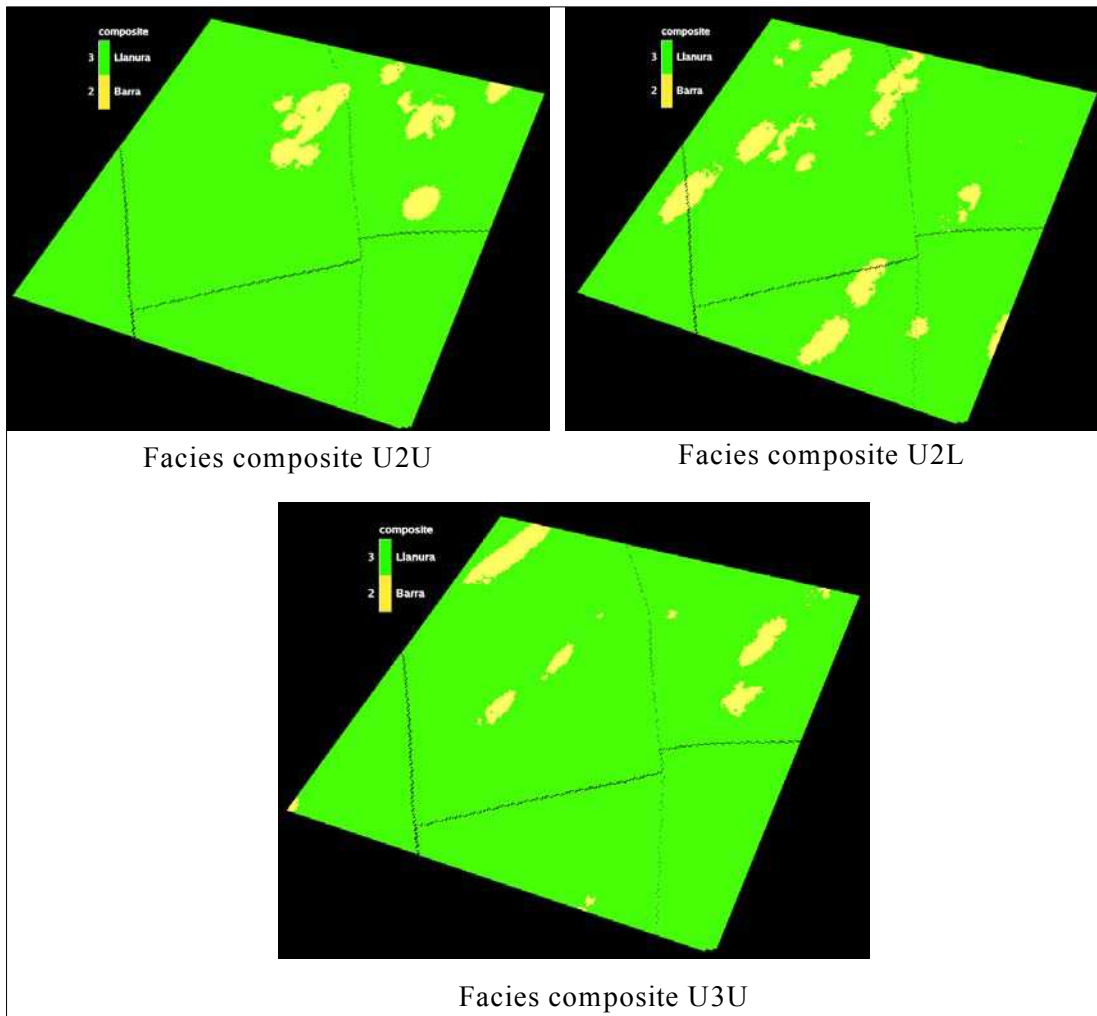 composite
3 Llanura
2 Barra
composite
3 Llanura
2 Barra
Facies composite U2U
Facies composite U2L
composite
3 Llanura
2 Barra
Facies composite U3U